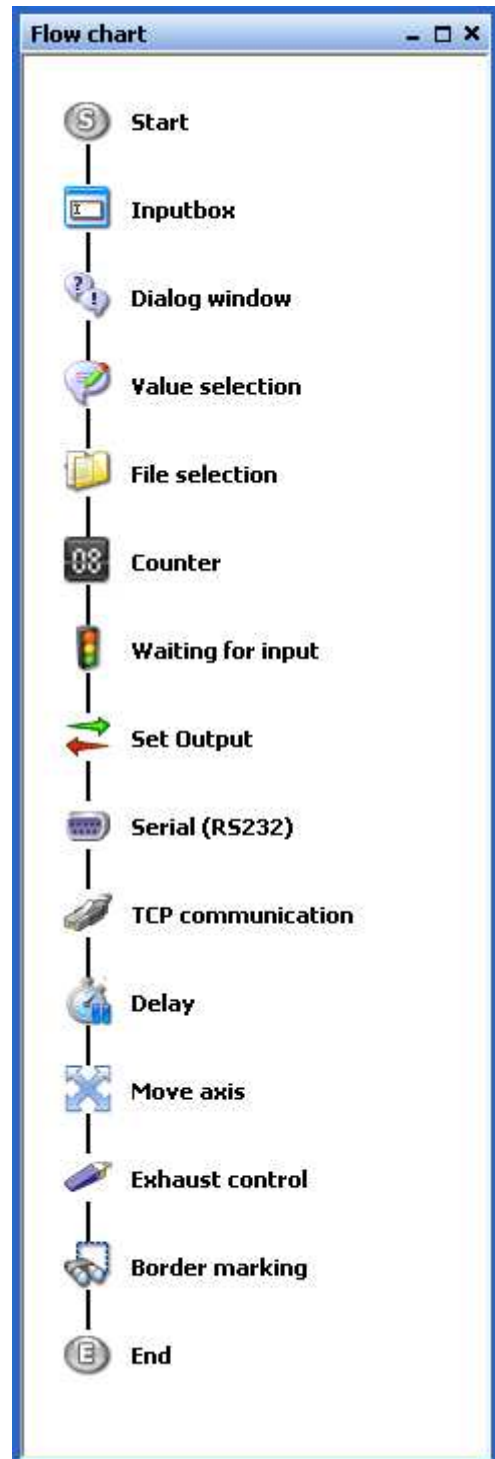 Flow chart
S Start
I Inputbox
? ! Dialog window
Value selection
File selection
08 Counter
Waiting for input
Set Output
Serial (RS232)
TCP communication
Delay
Move axis
Exhaust control
Border marking
E End